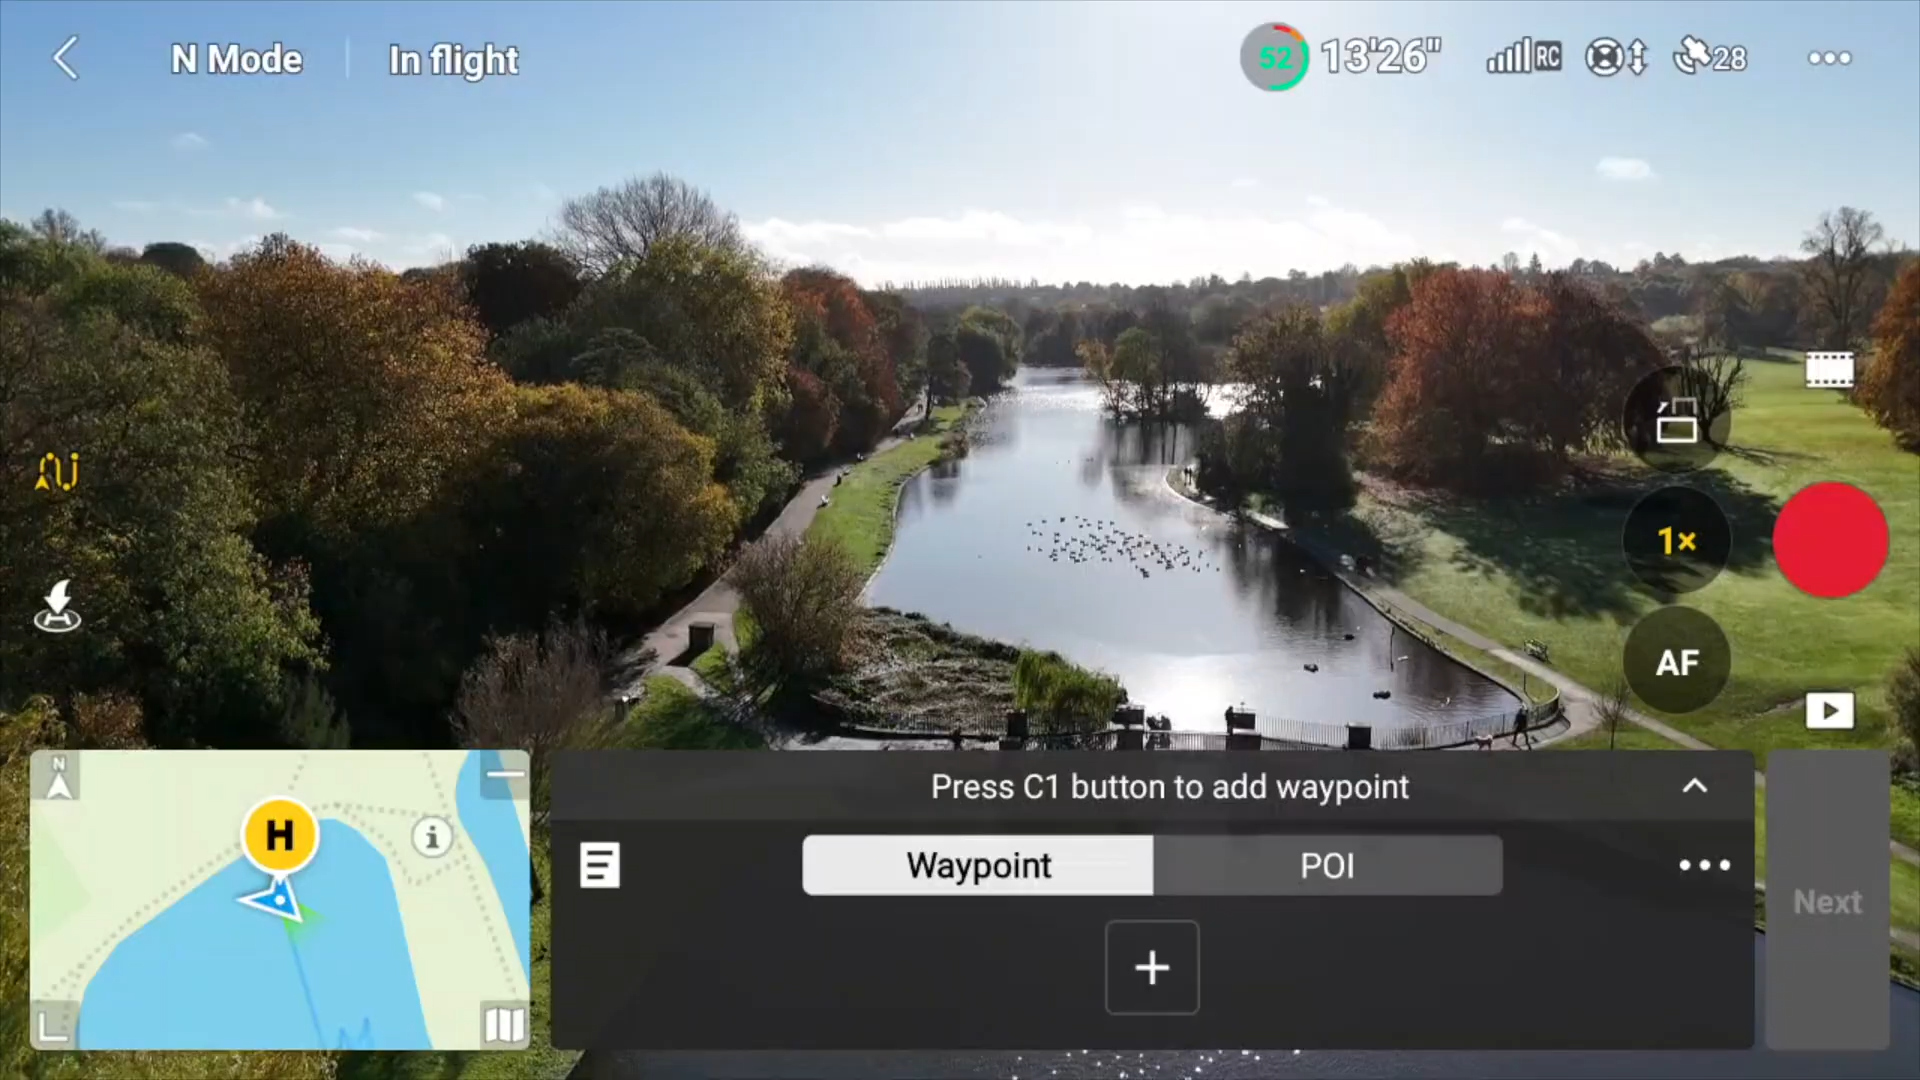 N Mode
In flight
52
13'26"
RC
28
1×
AF
N
H
i
Press C1 button to add waypoint
Waypoint
POI
Next